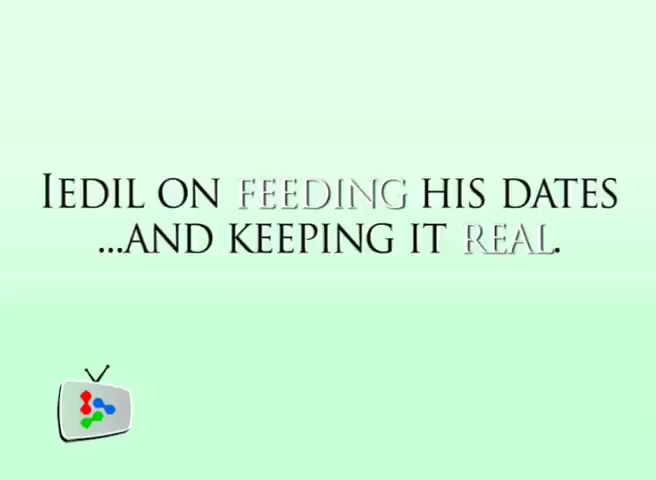 IEDIL ON FEEDING HIS DATES
...AND KEEPING IT REAL.